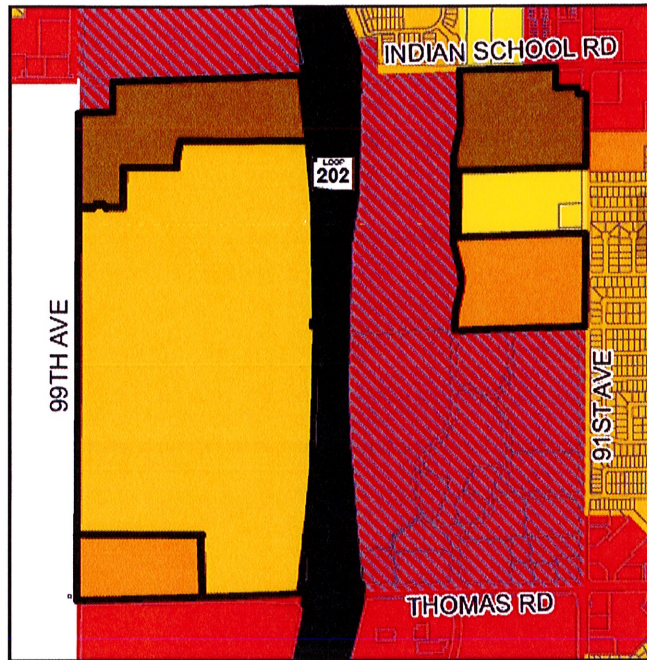 INDIAN SCHOOL RD
LOOP
202
99TH AVE
91ST AVE
THOMAS RD